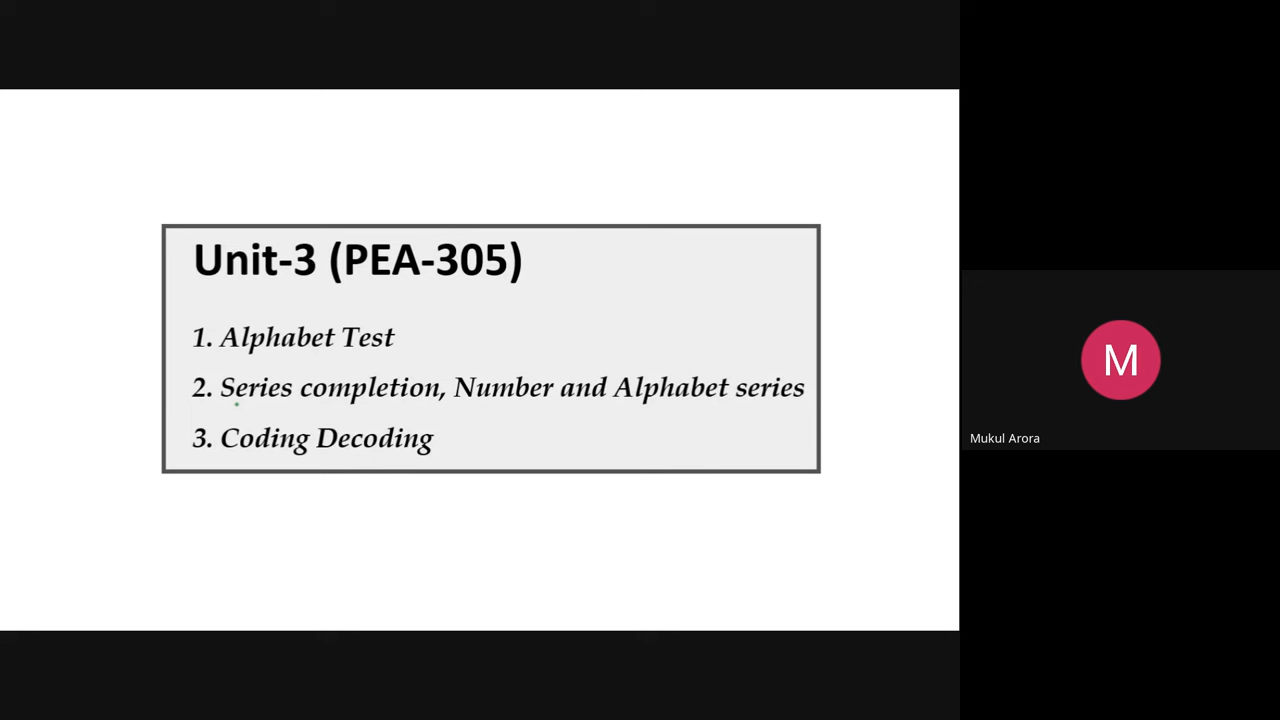 Unit-3 (PEA-305)
1. Alphabet Test
2. Series completion, Number and Alphabet series
3. Coding Decoding
M
Mukul Arora